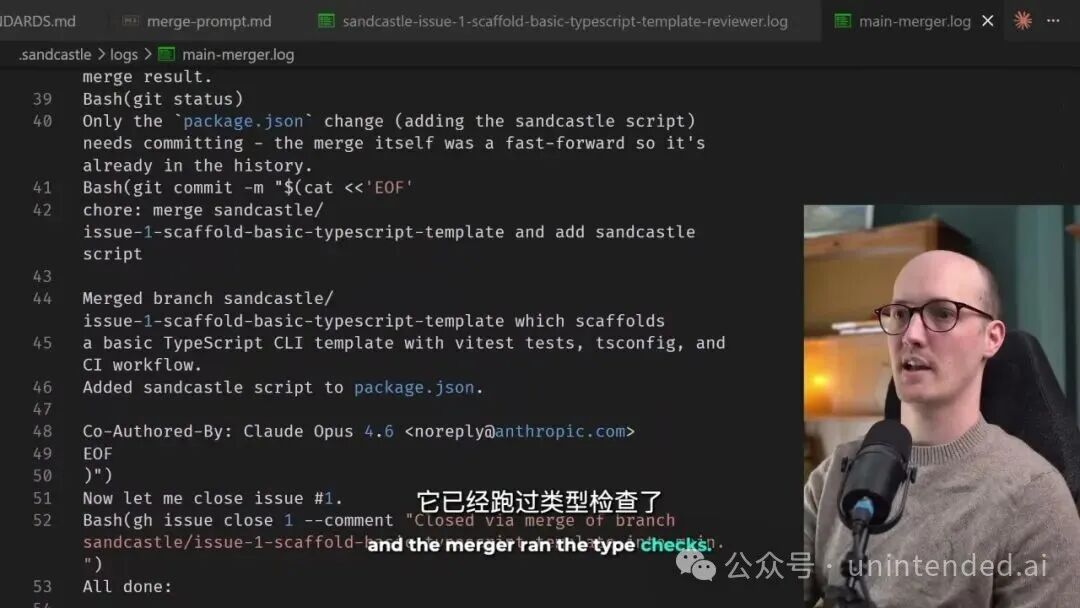 NDARDS.md
merge-prompt.md
sandcastle-issue-1-scaffold-basic-typescript-template-reviewer.log
main-merger.log
.sandcastle > logs > main-merger.log
merge result.
39 Bash(git status)
40 Only the `package.json` change (adding the sandcastle script)
needs committing - the merge itself was a fast-forward so it's
already in the history.
41 Bash(git commit -m "$(cat <<'EOF'
42 chore: merge sandcastle/
issue-1-scaffold-basic-typescript-template and add sandcastle
script
43
44 Merged branch sandcastle/
issue-1-scaffold-basic-typescript-template which scaffolds
45 a basic TypeScript CLI template with vitest tests, tsconfig, and
CI workflow.
46 Added sandcastle script to package.json.
47
48 Co-Authored-By: Claude Opus 4.6 <noreply@anthropic.com>
49 EOF
50 )")
51 Now let me close issue #1.
52 Bash(gh issue close 1 --comment "Closed via merge of branch
sandcastle/issue-1-scaffold-
")
53 All done:
它已经跑过类型检查了
and the merger ran the type checks.
公众号 · unintended.ai